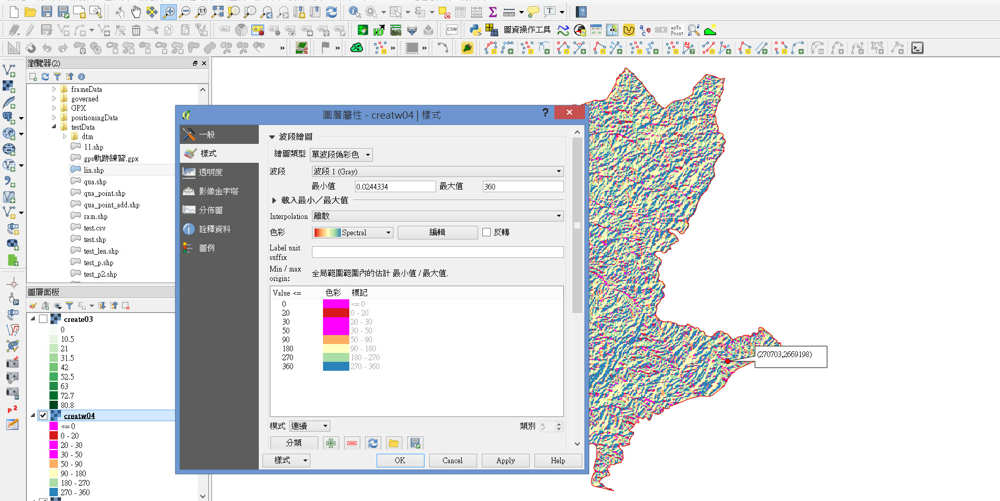 圖資操作工具
xyTo
Point
CSW
瀏覽器(2)
frameData
governed
GPX
positioningData
testData
dtm
11.shp
gps軌跡練習.gpx
lin.shp
qua.shp
qua_point.shp
qua_point_add.shp
ram.shp
test.csv
test.shp
test_len.shp
test_p.shp
test_p2.shp
圖層面板
create03
0
10.5
21
31.5
42
52.5
63
72.7
80.8
creatw04
<= 0
0 - 20
20 - 30
30 - 50
50 - 90
90 - 180
180 - 270
270 - 360
圖層屬性 - creatw04 | 樣式
?
一般
樣式
透明度
影像金字塔
分佈圖
詮釋資料
圖例
波段繪圖
繪圖類型 單波段偽彩色
波段 波段 1 (Gray)
最小值 0.0244334 最大值 360
載入最小／最大值
Interpolation 離散
色彩 Spectral 編輯 反轉
Label unit
suffix
Min / max
origin:
全局範圍範圍內的估計 最小值 / 最大值.
Value <= 色彩 標記
0 <= 0
20 0 - 20
30 20 - 30
50 30 - 50
90 50 - 90
180 90 - 180
270 180 - 270
360 270 - 360
模式 連續 類別 5
分類
樣式 OK Cancel Apply Help
(270703,2669198)